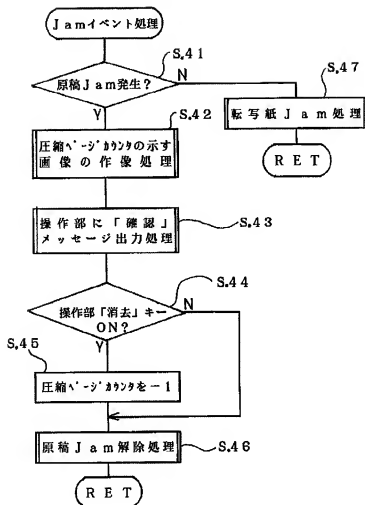 Jamイベント処理
S.41
原稿Jam発生?
N
Y
S.47
転写紙Jam処理
RET
S.42
圧縮ページカウンタの示す
画像の作像処理
S.43
操作部に「確認」
メッセージ出力処理
S.44
操作部「消去」キー
ON?
N
Y
S.45
圧縮ページカウンタを－1
S.46
原稿Jam解除処理
RET